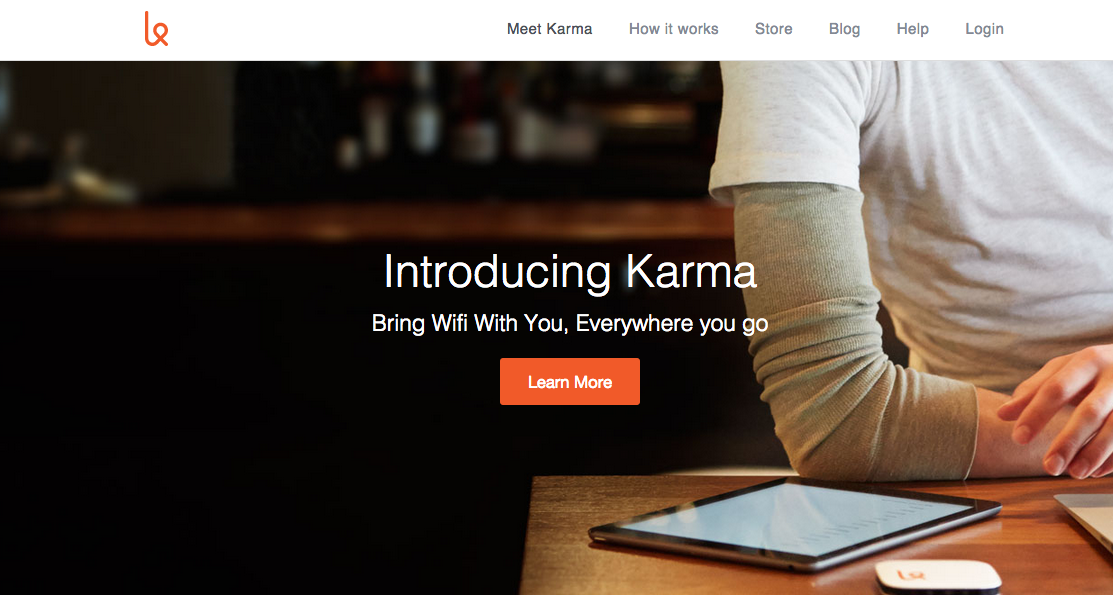 Meet Karma
How it works
Store
Blog
Help
Login
Introducing Karma
Bring Wifi With You, Everywhere you go
Learn More